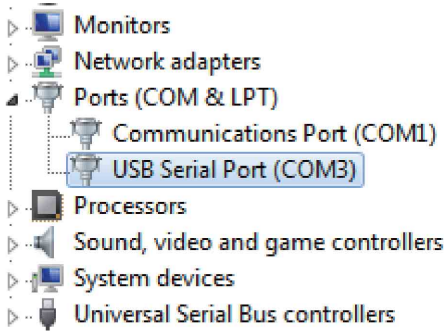 Monitors
Network adapters
Ports (COM & LPT)
Communications Port (COM1)
USB Serial Port (COM3)
Processors
Sound, video and game controllers
System devices
Universal Serial Bus controllers